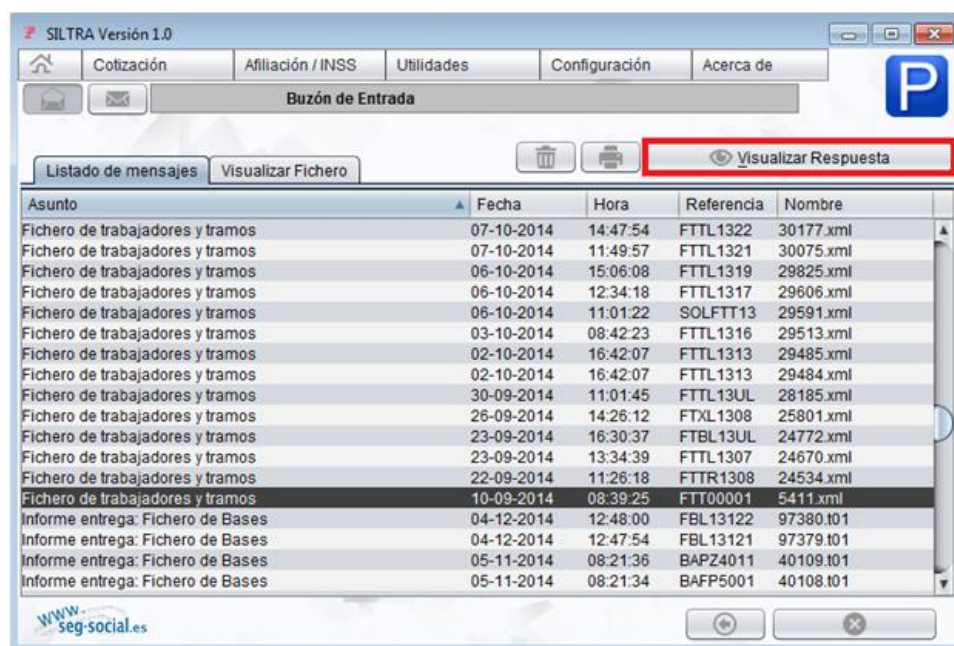 SILTRA Versión 1.0
Cotización Afiliación / INSS Utilidades Configuración Acerca de
Buzón de Entrada
P
Listado de mensajes Visualizar Fichero Visualizar Respuesta
Asunto Fecha Hora Referencia Nombre
Fichero de trabajadores y tramos 07-10-2014 14:47:54 FTTL1322 30177.xml
Fichero de trabajadores y tramos 07-10-2014 11:49:57 FTTL1321 30075.xml
Fichero de trabajadores y tramos 06-10-2014 15:06:08 FTTL1319 29825.xml
Fichero de trabajadores y tramos 06-10-2014 12:34:18 FTTL1317 29606.xml
Fichero de trabajadores y tramos 06-10-2014 11:01:22 SOLFTT13 29591.xml
Fichero de trabajadores y tramos 03-10-2014 08:42:23 FTTL1316 29513.xml
Fichero de trabajadores y tramos 02-10-2014 16:42:07 FTTL1313 29485.xml
Fichero de trabajadores y tramos 02-10-2014 16:42:07 FTTL1313 29484.xml
Fichero de trabajadores y tramos 30-09-2014 11:01:45 FTTL13UL 28185.xml
Fichero de trabajadores y tramos 26-09-2014 14:26:12 FTXL1308 25801.xml
Fichero de trabajadores y tramos 23-09-2014 16:30:37 FTBL13UL 24772.xml
Fichero de trabajadores y tramos 23-09-2014 13:34:39 FTTL1307 24670.xml
Fichero de trabajadores y tramos 22-09-2014 11:26:18 FTTR1308 24534.xml
Fichero de trabajadores y tramos 10-09-2014 08:39:25 FTT00001 5411.xml
Informe entrega: Fichero de Bases 04-12-2014 12:48:00 FBL13122 97380.t01
Informe entrega: Fichero de Bases 04-12-2014 12:47:54 FBL13121 97379.t01
Informe entrega: Fichero de Bases 05-11-2014 08:21:36 BAPZ4011 40109.t01
Informe entrega: Fichero de Bases 05-11-2014 08:21:34 BAFP5001 40108.t01
www.
seg-social.es